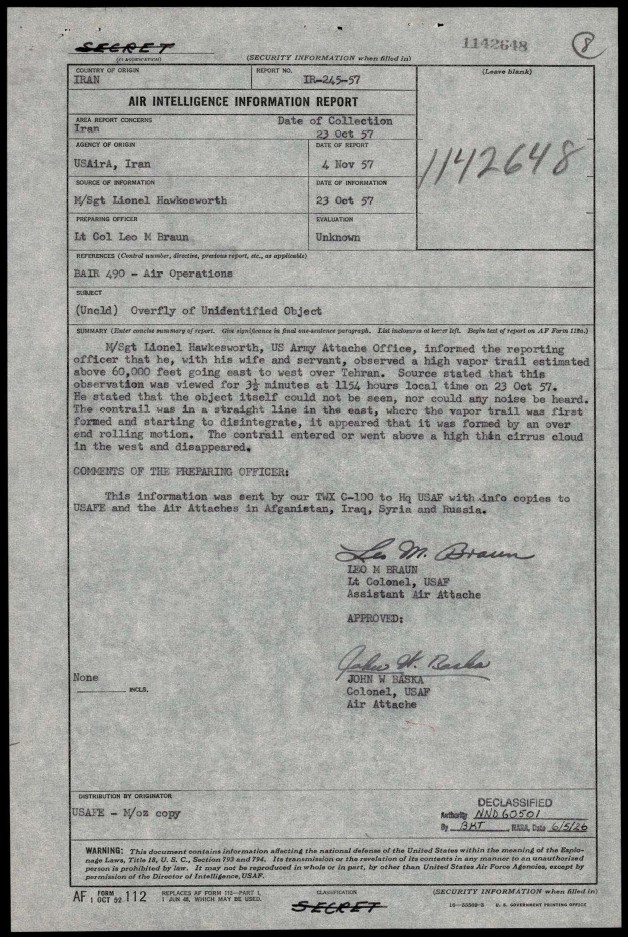 SECRET
(CLASSIFICATION)
(SECURITY INFORMATION when filled in)
1142648
8
COUNTRY OF ORIGIN
IRAN
REPORT NO.
IR-245-57
(Leave blank)
AIR INTELLIGENCE INFORMATION REPORT
AREA REPORT CONCERNS
Iran
Date of Collection
23 Oct 57
1142648
AGENCY OF ORIGIN
USAirA, Iran
DATE OF REPORT
4 Nov 57
SOURCE OF INFORMATION
M/Sgt Lionel Hawkesworth
DATE OF INFORMATION
23 Oct 57
PREPARING OFFICER
Lt Col Leo M Braun
EVALUATION
Unknown
REFERENCES (Control number, directive, previous report, etc., as applicable)
BAIR 490 - Air Operations
SUBJECT
(Uncld) Overfly of Unidentified Object
SUMMARY (Enter concise summary of report. Give significance in final one-sentence paragraph. List inclosures at lower left. Begin text of report on AF Form 112a.)
M/Sgt Lionel Hawkesworth, US Army Attache Office, informed the reporting
officer that he, with his wife and servant, observed a high vapor trail estimated
above 60,000 feet going east to west over Tehran. Source stated that this
observation was viewed for 3½ minutes at 1154 hours local time on 23 Oct 57.
He stated that the object itself could not be seen, nor could any noise be heard.
The contrail was in a straight line in the east, where the vapor trail was first
formed and starting to disintegrate, it appeared that it was formed by an over
end rolling motion. The contrail entered or went above a high thin cirrus cloud
in the west and disappeared.
COMMENTS OF THE PREPARING OFFICER:
This information was sent by our TWX C-100 to Hq USAF with info copies to
USAFE and the Air Attaches in Afganistan, Iraq, Syria and Russia.
Leo M. Braun
LEO M BRAUN
Lt Colonel, USAF
Assistant Air Attache
APPROVED:
John W. Baska
JOHN W BASKA
Colonel, USAF
Air Attache
None
INCLS.
DISTRIBUTION BY ORIGINATOR
USAFE - M/oz copy
DECLASSIFIED
Authority NND60501
By BKT, NARA, Date 6/5/26
WARNING: This document contains information affecting the national defense of the United States within the meaning of the Espio-
nage Laws, Title 18, U. S. C., Section 793 and 794. Its transmission or the revelation of its contents in any manner to an unauthorized
person is prohibited by law. It may not be reproduced in whole or in part, by other than United States Air Force Agencies, except by
permission of the Director of Intelligence, USAF.
AF FORM 1 OCT 52 112
REPLACES AF FORM 112—PART I,
1 JUN 48, WHICH MAY BE USED.
CLASSIFICATION
SECRET
(SECURITY INFORMATION when filled in)
U. S. GOVERNMENT PRINTING OFFICE